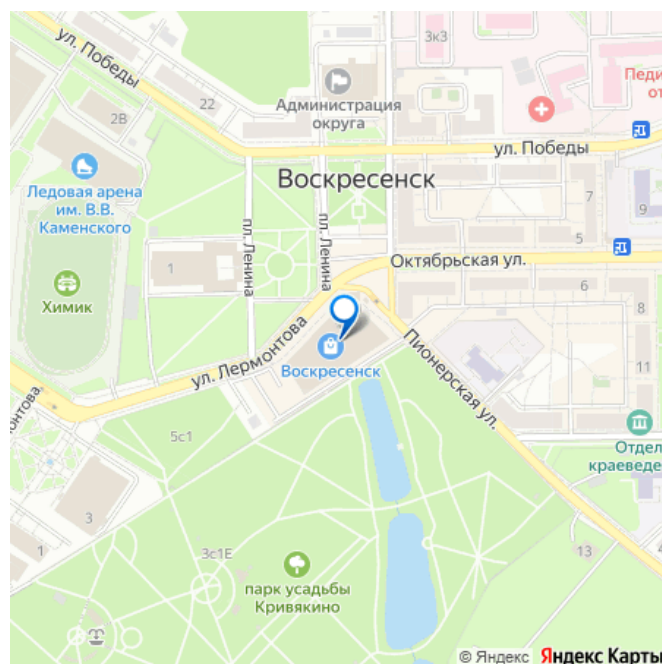 ул. Победы
3к3
Администрация
округа
22
2В
Педи
от
ул. Победы
Воскресенск
Ледовая арена
им. В.В.
Каменского
пл. Ленина
пл. Ленина
7
9
5
1
Октябрьская ул.
Химик
6
8
ул. Лермонтова
Пионерская ул.
Воскресенск
11
монтова
5с1
Отдел
краеведе
3
1
3с1Е
13
4
парк усадьбы
Кривякино
© Яндекс Яндекс Карты